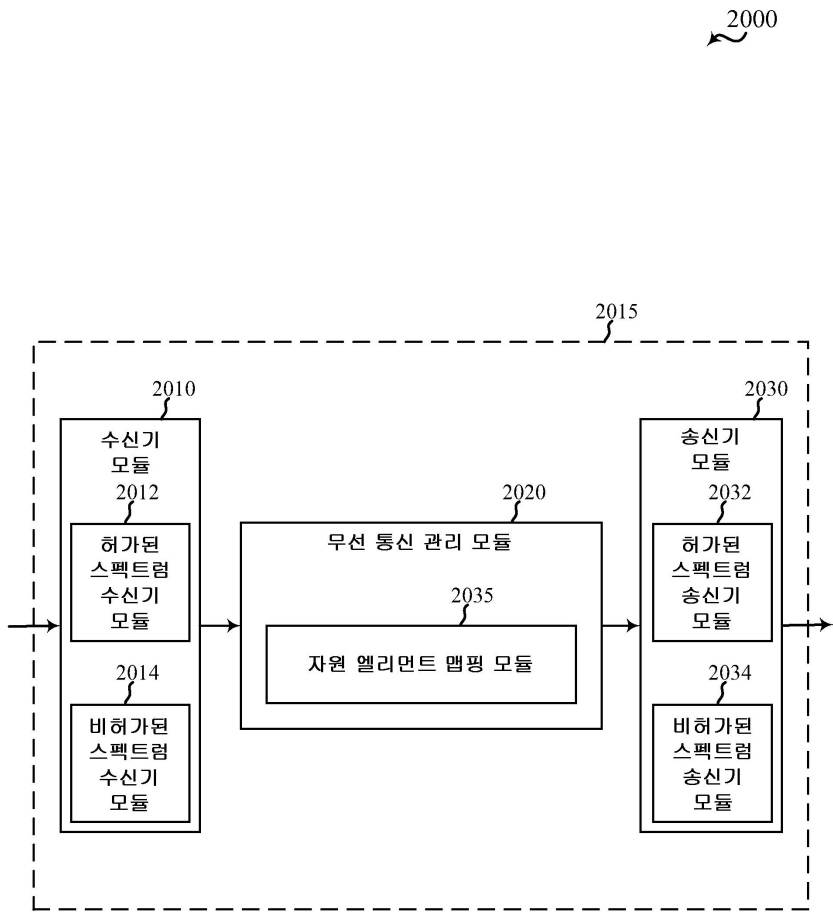 2000
2015
2010
수신기
모듈
2012
허가된
스펙트럼
수신기
모듈
2014
비허가된
스펙트럼
수신기
모듈
2020
무선 통신 관리 모듈
2035
자원 엘리먼트 맵핑 모듈
2030
송신기
모듈
2032
허가된
스펙트럼
송신기
모듈
2034
비허가된
스펙트럼
송신기
모듈